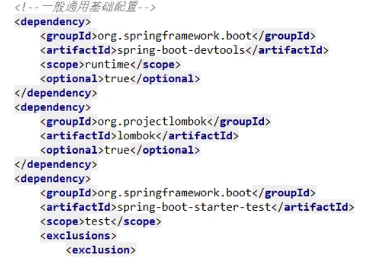 <!--一般通用基础配置-->
<dependency>
    <groupId>org.springframework.boot</groupId>
    <artifactId>spring-boot-devtools</artifactId>
    <scope>runtime</scope>
    <optional>true</optional>
</dependency>
<dependency>
    <groupId>org.projectlombok</groupId>
    <artifactId>lombok</artifactId>
    <optional>true</optional>
</dependency>
<dependency>
    <groupId>org.springframework.boot</groupId>
    <artifactId>spring-boot-starter-test</artifactId>
    <scope>test</scope>
    <exclusions>
        <exclusion>